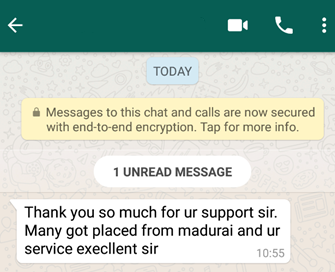 TODAY
Messages to this chat and calls are now secured
with end-to-end encryption. Tap for more info.
1 UNREAD MESSAGE
Thank you so much for ur support sir.
Many got placed from madurai and ur
service execllent sir
10:55